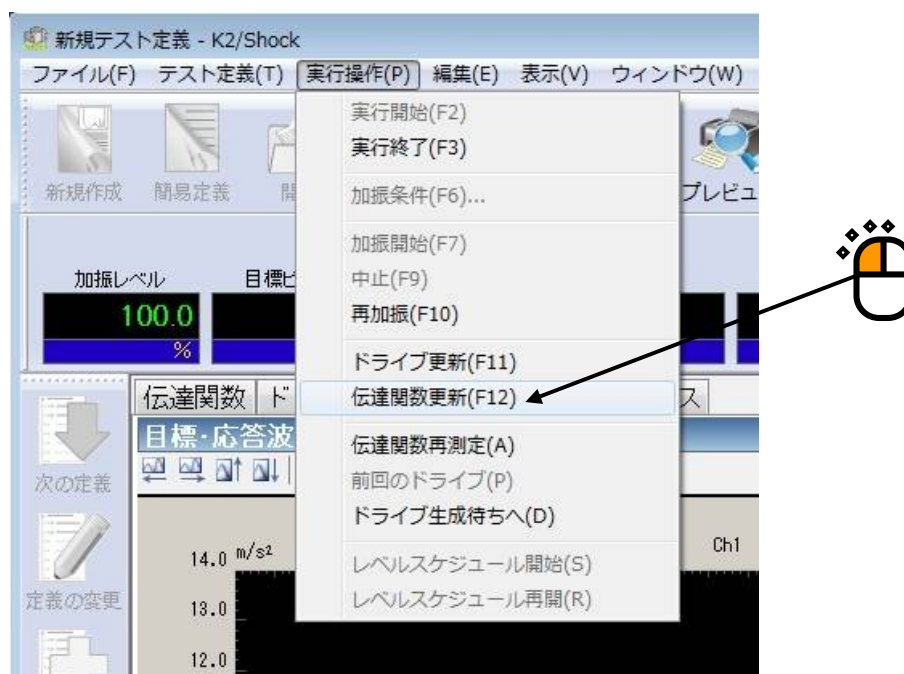 新規テスト定義 - K2/Shock
ファイル(F) テスト定義(T) 実行操作(P) 編集(E) 表示(V) ウィンドウ(W)
実行開始(F2)
実行終了(F3)
加振条件(F6)...
加振開始(F7)
中止(F9)
再加振(F10)
ドライブ更新(F11)
伝達関数更新(F12)
伝達関数再測定(A)
前回のドライブ(P)
ドライブ生成待ちへ(D)
レベルスケジュール開始(S)
レベルスケジュール再開(R)
新規作成 簡易定義 開
プレビュ
加振レベル 目標ピ
100.0
%
伝達関数 ド ス
目標・応答波
次の定義
定義の変更
14.0 m/s² Ch1
13.0
12.0